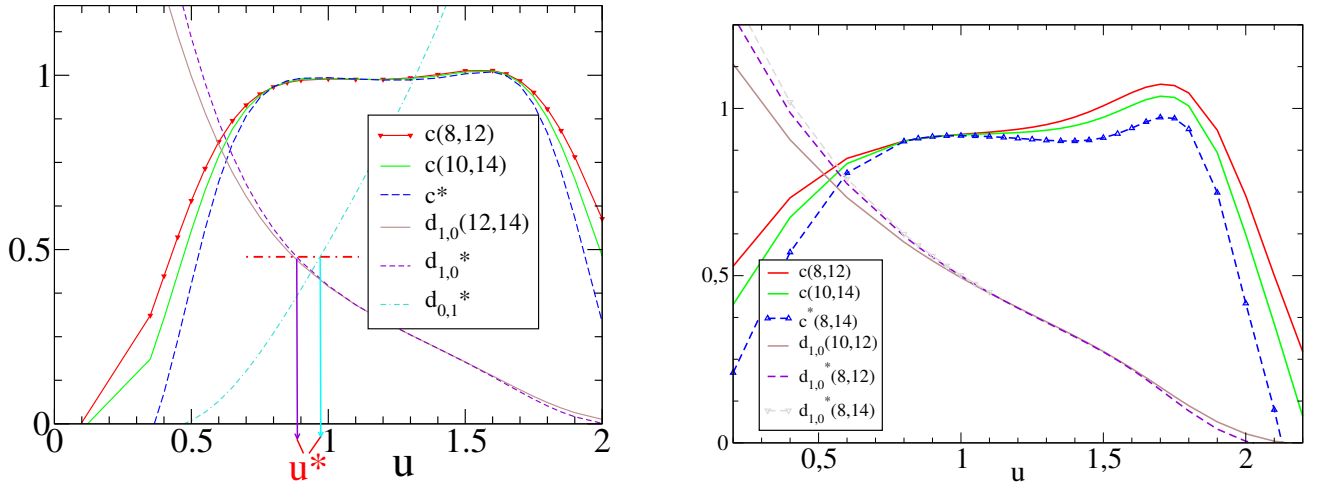 1
0.5
0
0
0.5
1
1.5
2
u*
u
c(8,12)
c(10,14)
c*
d1,0(12,14)
d1,0*
d0,1*
1
0,5
0
0,5
1
1,5
2
u
c(8,12)
c(10,14)
c*(8,14)
d1,0(10,12)
d1,0*(8,12)
d1,0*(8,14)